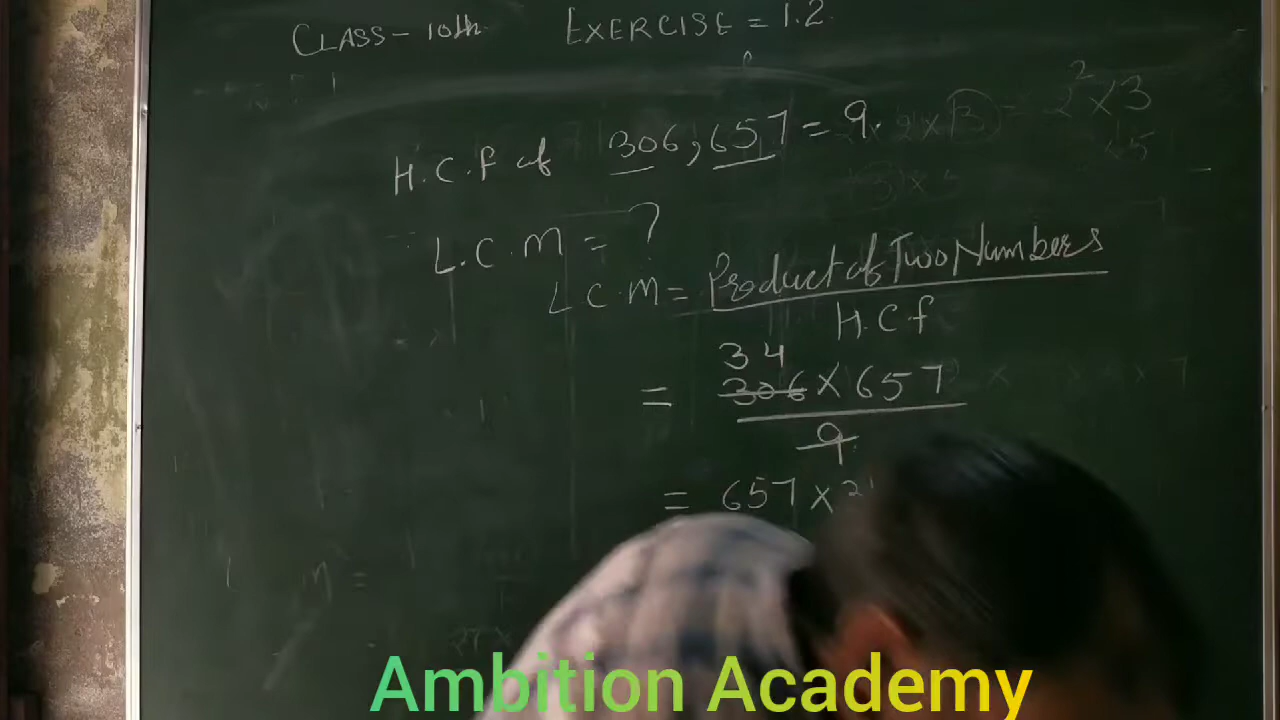 CLASS-10th EXERCISE = 1.2
H.C.F of 306, 657 = 9.
L.C.M = ?
L C.M = Product of Two Numbers
H.C.f
34
306 X 657
=
9
= 657 X
Ambition Academy